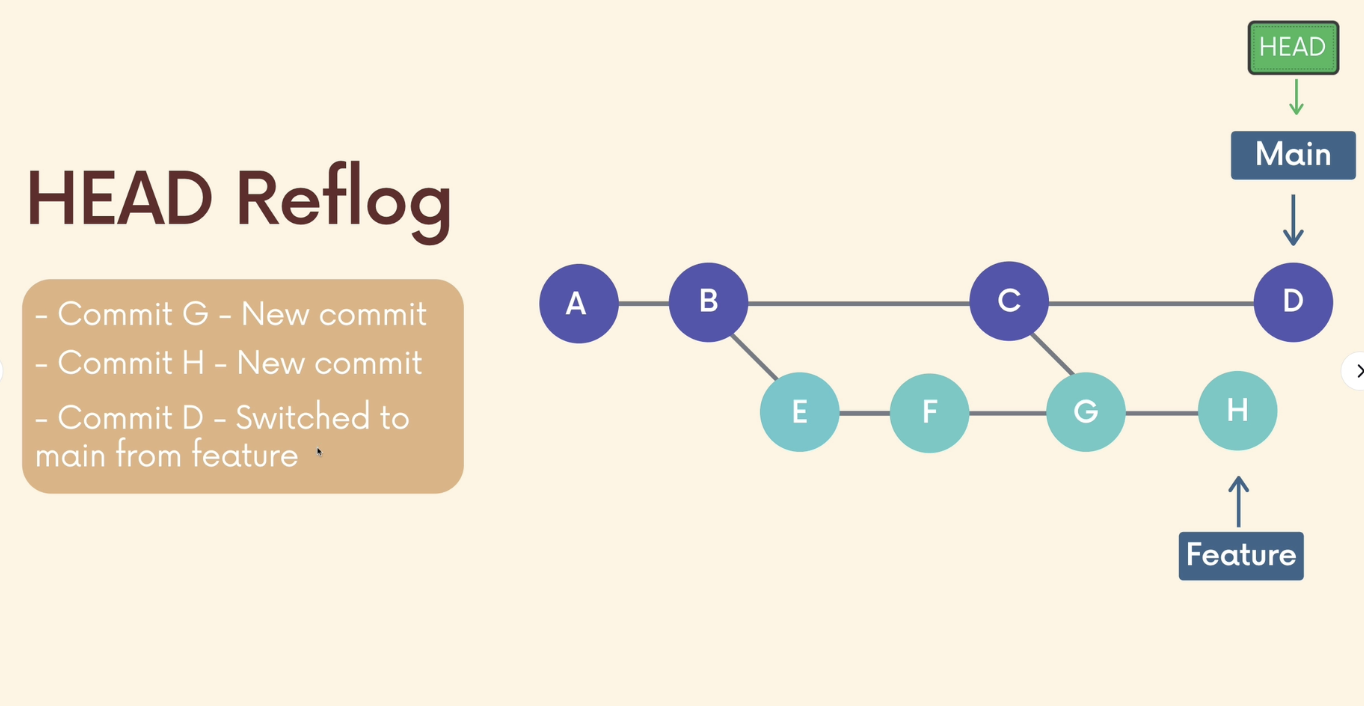 HEAD
Main
HEAD Reflog
- Commit G - New commit
- Commit H - New commit
- Commit D - Switched to
main from feature
A
B
C
D
E
F
G
H
Feature